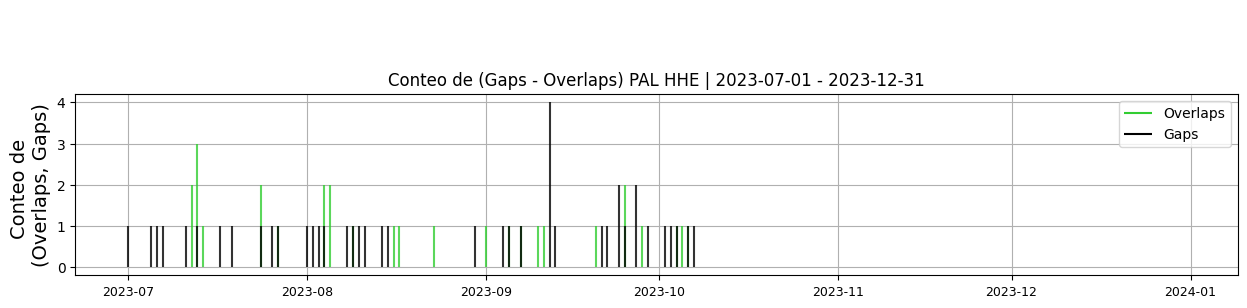 Conteo de (Gaps - Overlaps) PAL HHE | 2023-07-01 - 2023-12-31
Conteo de
(Overlaps, Gaps)
4
3
2
1
0
Overlaps
Gaps
2023-07
2023-08
2023-09
2023-10
2023-11
2023-12
2024-01